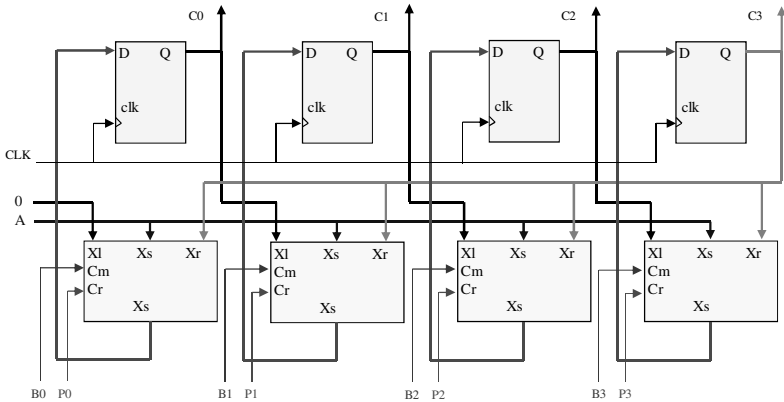 C0 C1 C2 C3
D Q D Q D Q D Q
clk clk clk clk
CLK
0
A
Xl Xs Xr Xl Xs Xr Xl Xs Xr Xl Xs Xr
Cm Cm Cm Cm
Cr Cr Cr Cr
Xs Xs Xs Xs
B0 P0 B1 P1 B2 P2 B3 P3